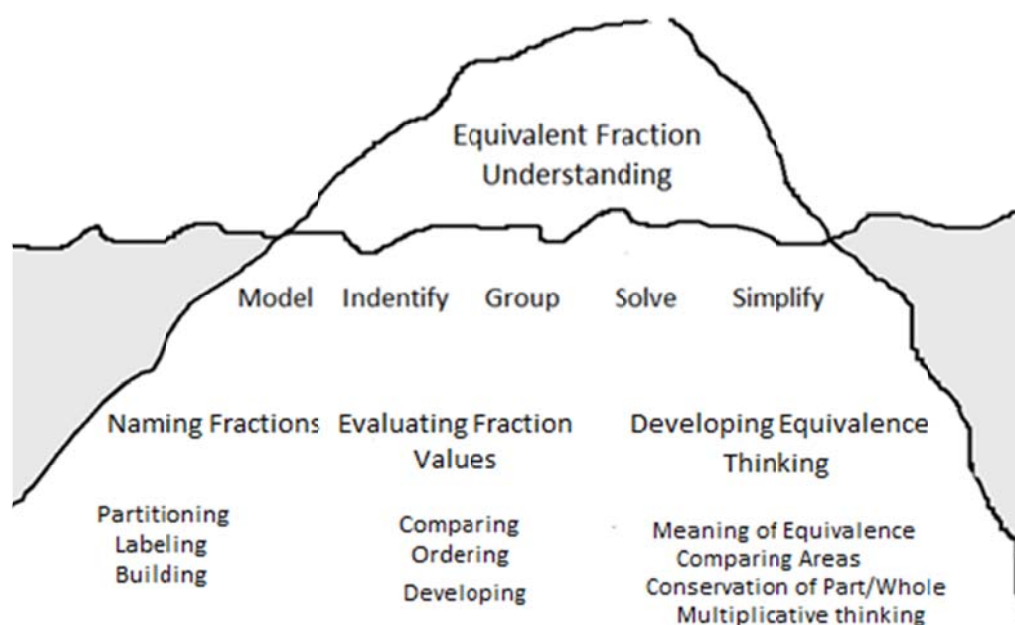 Equivalent Fraction
Understanding
Model Indentify Group Solve Simplify
Naming Fractions Evaluating Fraction Developing Equivalence
Values Thinking
Partitioning
Labeling
Building
Comparing
Ordering
Developing
Meaning of Equivalence
Comparing Areas
Conservation of Part/Whole
Multiplicative thinking